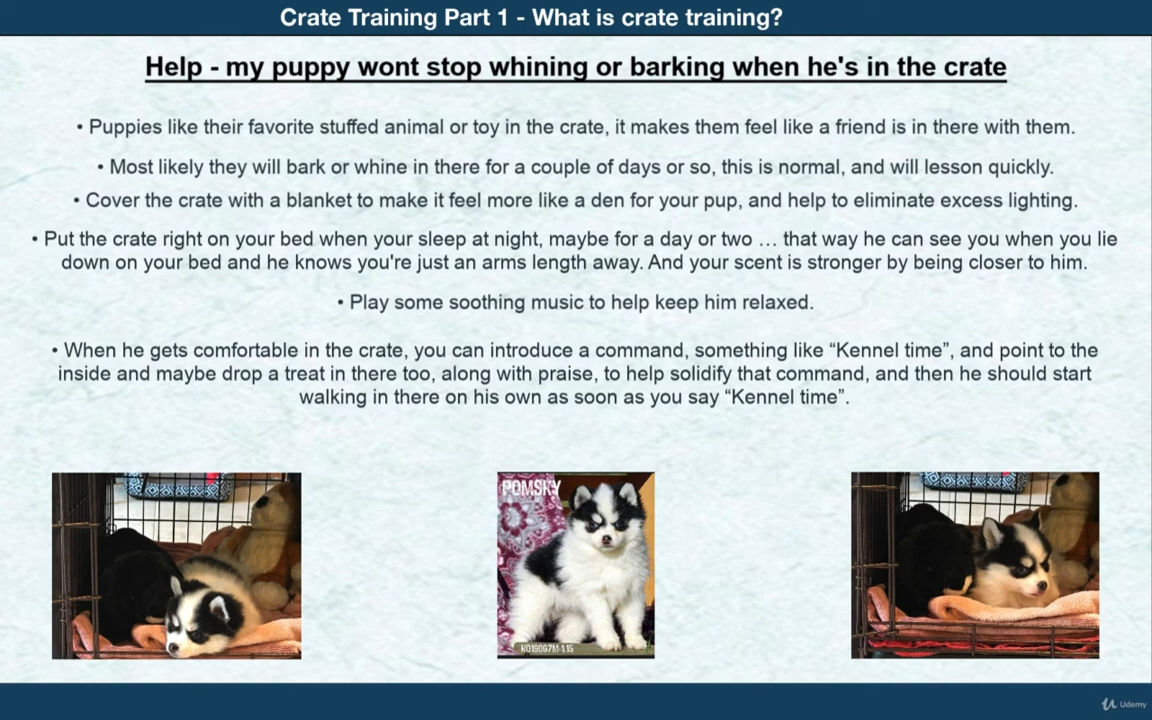 Crate Training Part 1 - What is crate training?
Help - my puppy wont stop whining or barking when he's in the crate
• Puppies like their favorite stuffed animal or toy in the crate, it makes them feel like a friend is in there with them.
• Most likely they will bark or whine in there for a couple of days or so, this is normal, and will lesson quickly.
• Cover the crate with a blanket to make it feel more like a den for your pup, and help to eliminate excess lighting.
• Put the crate right on your bed when your sleep at night, maybe for a day or two … that way he can see you when you lie
down on your bed and he knows you're just an arms length away. And your scent is stronger by being closer to him.
• Play some soothing music to help keep him relaxed.
• When he gets comfortable in the crate, you can introduce a command, something like “Kennel time”, and point to the
inside and maybe drop a treat in there too, along with praise, to help solidify that command, and then he should start
walking in there on his own as soon as you say “Kennel time”.
POMSKY
Udemy